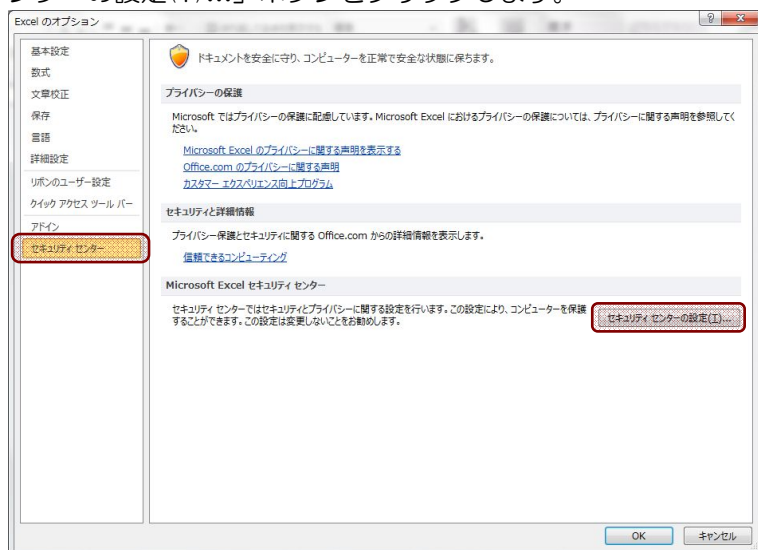 ンターの設定(T)...」ボタンをクリックします。
Excel のオプション
基本設定
数式
文章校正
保存
言語
詳細設定
リボンのユーザー設定
クイック アクセス ツール バー
アドイン
セキュリティ センター
ドキュメントを安全に守り、コンピューターを正常で安全な状態に保ちます。
プライバシーの保護
Microsoft ではプライバシーの保護に配慮しています。Microsoft Excel におけるプライバシーの保護については、プライバシーに関する声明を参照してく
ださい。
Microsoft Excel のプライバシーに関する声明を表示する
Office.com のプライバシーに関する声明
カスタマー エクスペリエンス向上プログラム
セキュリティと詳細情報
プライバシー保護とセキュリティに関する Office.com からの詳細情報を表示します。
信頼できるコンピューティング
Microsoft Excel セキュリティ センター
セキュリティ センターではセキュリティとプライバシーに関する設定を行います。この設定により、コンピューターを保護
することができます。この設定は変更しないことをお勧めします。
セキュリティ センターの設定(T)...
OK
キャンセル